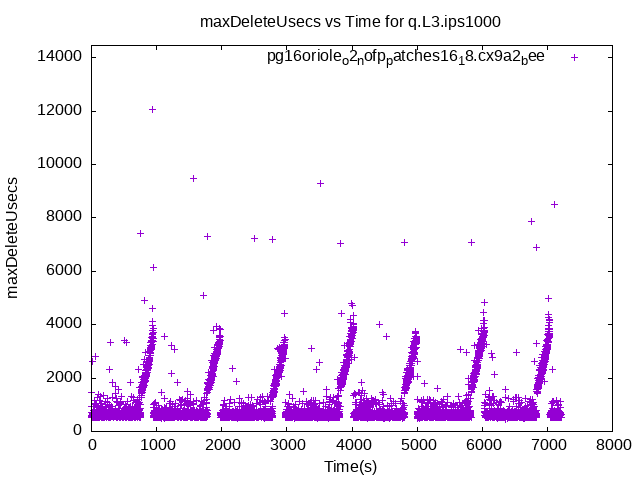 maxDeleteUsecs vs Time for q.L3.ips1000
pg16oriole_o2_nofp_patches16_18.cx9a2_bee
14000
12000
10000
8000
6000
4000
2000
0
maxDeleteUsecs
0 1000 2000 3000 4000 5000 6000 7000 8000
Time(s)